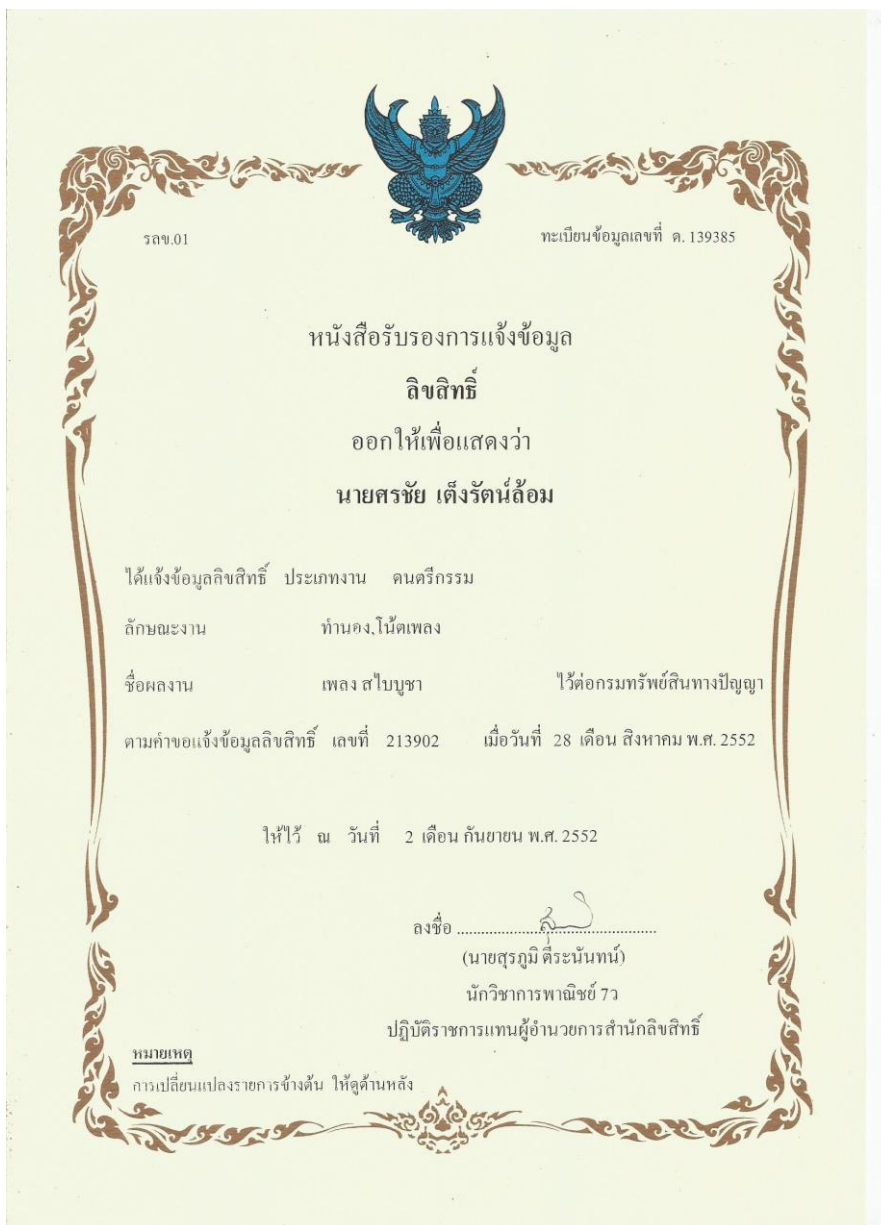 รลข.01 ทะเบียนข้อมูลเลขที่ ด. 139385
หนังสือรับรองการแจ้งข้อมูล
ลิขสิทธิ์
ออกให้เพื่อแสดงว่า
นายศรชัย เต็งรัตน์ล้อม
ได้แจ้งข้อมูลลิขสิทธิ์ ประเภทงาน ดนตรีกรรม
ลักษณะงาน ทำนอง,โน้ตเพลง
ชื่อผลงาน เพลง สไบบูชา ไว้ต่อกรมทรัพย์สินทางปัญญา
ตามคำขอแจ้งข้อมูลลิขสิทธิ์ เลขที่ 213902 เมื่อวันที่ 28 เดือน สิงหาคม พ.ศ. 2552
ให้ไว้ ณ วันที่ 2 เดือน กันยายน พ.ศ. 2552
ลงชื่อ ..........................................
(นายสุรภูมิ ตีระนันทน์)
นักวิชาการพาณิชย์ 7ว
ปฏิบัติราชการแทนผู้อำนวยการสำนักลิขสิทธิ์
หมายเหตุ
การเปลี่ยนแปลงรายการข้างต้น ให้ดูด้านหลัง